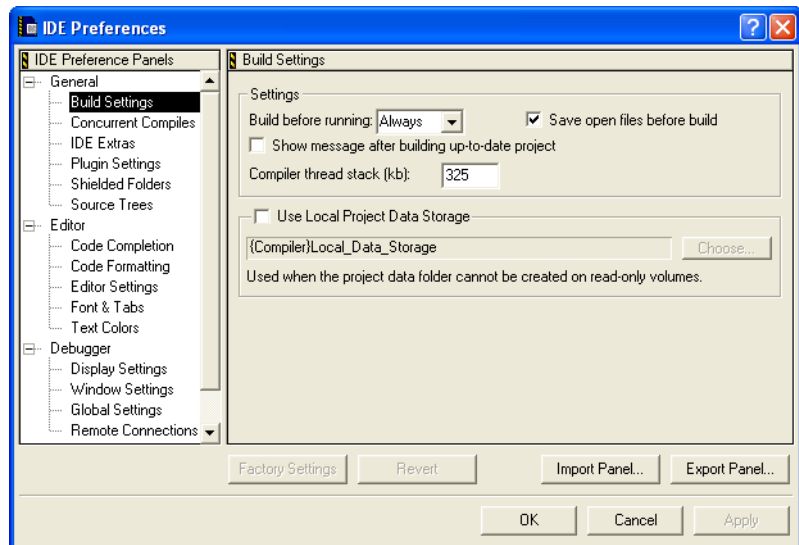 IDE Preferences
IDE Preference Panels
General
Build Settings
Concurrent Compiles
IDE Extras
Plugin Settings
Shielded Folders
Source Trees
Editor
Code Completion
Code Formatting
Editor Settings
Font & Tabs
Text Colors
Debugger
Display Settings
Window Settings
Global Settings
Remote Connections
Build Settings
Settings
Build before running: Always
Save open files before build
Show message after building up-to-date project
Compiler thread stack (kb): 325
Use Local Project Data Storage
{Compiler}Local_Data_Storage
Choose...
Used when the project data folder cannot be created on read-only volumes.
Factory Settings
Revert
Import Panel...
Export Panel...
OK
Cancel
Apply